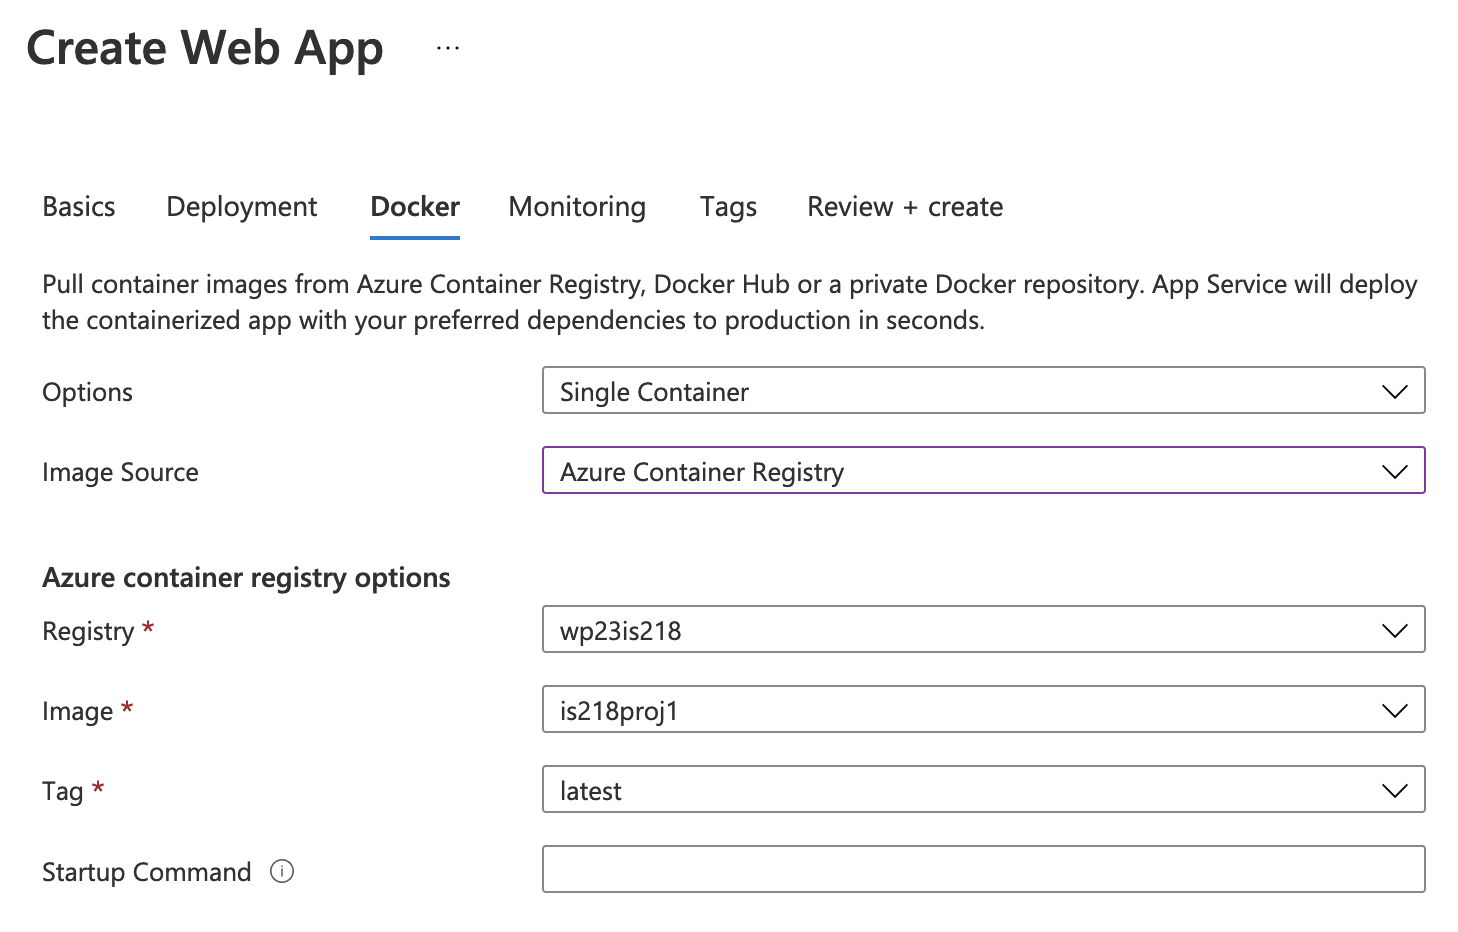 Create Web App ...
Basics Deployment Docker Monitoring Tags Review + create
Pull container images from Azure Container Registry, Docker Hub or a private Docker repository. App Service will deploy
the containerized app with your preferred dependencies to production in seconds.
Options Single Container
Image Source Azure Container Registry
Azure container registry options
Registry * wp23is218
Image * is218proj1
Tag * latest
Startup Command